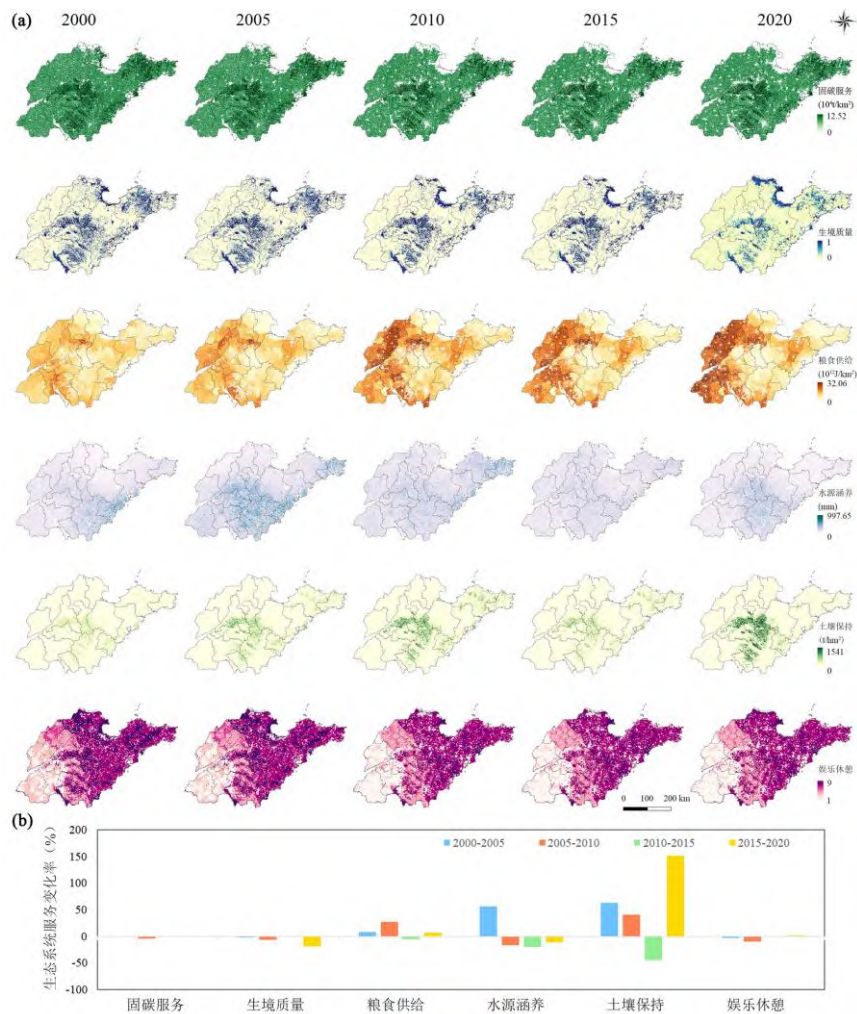 (a)
2000 2005 2010 2015 2020
固碳服务
(10⁴t/km²)
12.52
0
生境质量
1
0
粮食供给
(10¹²J/km²)
32.06
0
水源涵养
(mm)
997.65
0
土壤保持
(t/hm²)
1541
0
娱乐休憩
9
1
0 100 200 km
(b)
生态系统服务变化率（%）
200
150
100
50
0
-50
-100
2000-2005 2005-2010 2010-2015 2015-2020
固碳服务 生境质量 粮食供给 水源涵养 土壤保持 娱乐休憩